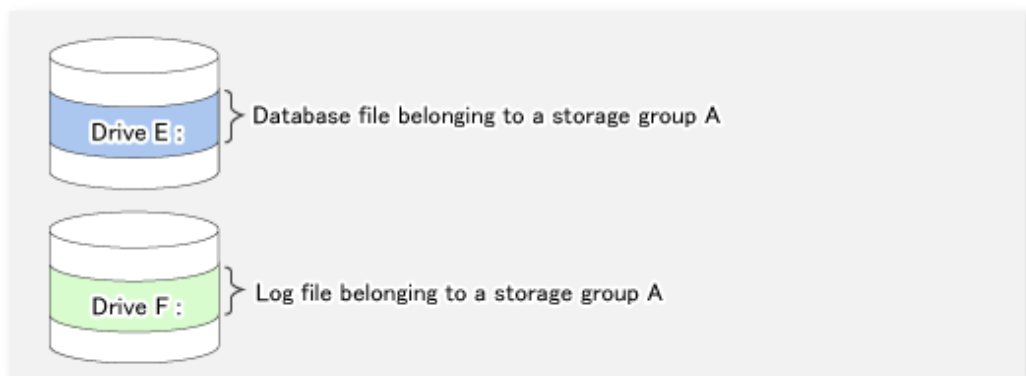 Drive E :
Database file belonging to a storage group A
Drive F :
Log file belonging to a storage group A